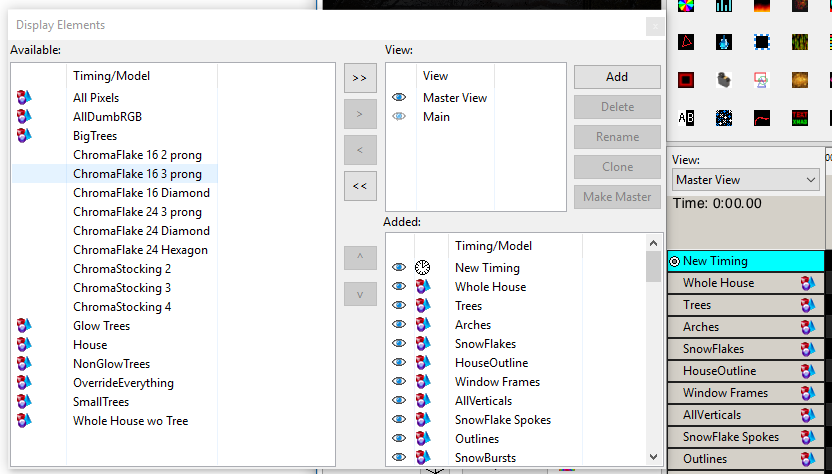 Display Elements
x
Available:
Timing/Model
All Pixels
AllDumbRGB
BigTrees
ChromaFlake 16 2 prong
ChromaFlake 16 3 prong
ChromaFlake 16 Diamond
ChromaFlake 24 3 prong
ChromaFlake 24 Diamond
ChromaFlake 24 Hexagon
ChromaStocking 2
ChromaStocking 3
ChromaStocking 4
Glow Trees
House
NonGlowTrees
OverrideEverything
SmallTrees
Whole House wo Tree
>>
>
<
<<
^
v
View:
View
Master View
Main
Add
Delete
Rename
Clone
Make Master
Added:
Timing/Model
New Timing
Whole House
Trees
Arches
SnowFlakes
HouseOutline
Window Frames
AllVerticals
SnowFlake Spokes
Outlines
SnowBursts
AB
TEXT
XMAS
View:
Master View
Time: 0:00.00
New Timing
Whole House
Trees
Arches
SnowFlakes
HouseOutline
Window Frames
AllVerticals
SnowFlake Spokes
Outlines